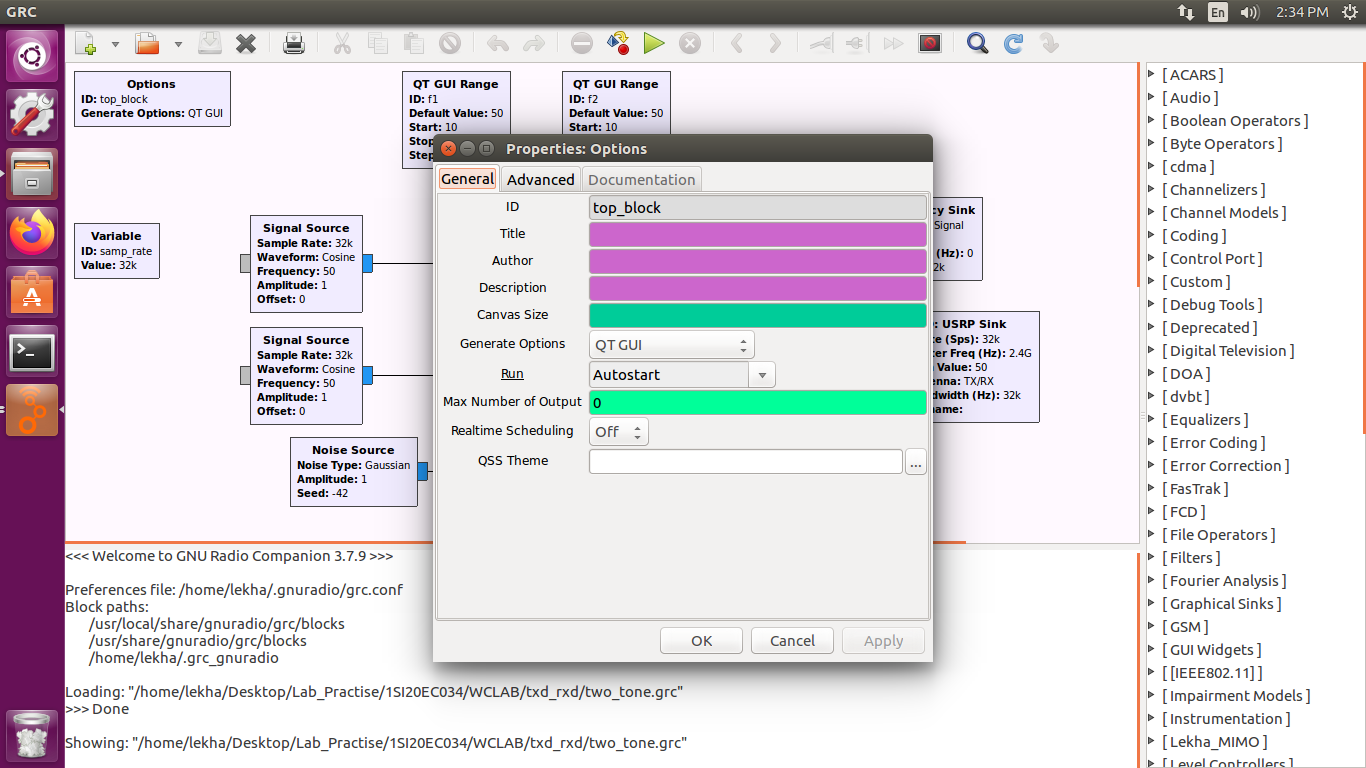 GRC
En
2:34 PM
Options
ID: top_block
Generate Options: QT GUI
QT GUI Range
ID: f1
Default Value: 50
Start: 10
Stop
Step
QT GUI Range
ID: f2
Default Value: 50
Start: 10
Variable
ID: samp_rate
Value: 32k
Signal Source
Sample Rate: 32k
Waveform: Cosine
Frequency: 50
Amplitude: 1
Offset: 0
Signal Source
Sample Rate: 32k
Waveform: Cosine
Frequency: 50
Amplitude: 1
Offset: 0
Noise Source
Noise Type: Gaussian
Amplitude: 1
Seed: -42
cy Sink
Signal
(Hz): 0
2k
: USRP Sink
te (Sps): 32k
ter Freq (Hz): 2.4G
n Value: 50
enna: TX/RX
dwidth (Hz): 32k
name:
Properties: Options
General
Advanced
Documentation
ID
top_block
Title
Author
Description
Canvas Size
Generate Options
QT GUI
Run
Autostart
Max Number of Output
0
Realtime Scheduling
Off
QSS Theme
...
OK
Cancel
Apply
<<< Welcome to GNU Radio Companion 3.7.9 >>>
Preferences file: /home/lekha/.gnuradio/grc.conf
Block paths:
/usr/local/share/gnuradio/grc/blocks
/usr/share/gnuradio/grc/blocks
/home/lekha/.grc_gnuradio
Loading: "/home/lekha/Desktop/Lab_Practise/1SI20EC034/WCLAB/txd_rxd/two_tone.grc"
>>> Done
Showing: "/home/lekha/Desktop/Lab_Practise/1SI20EC034/WCLAB/txd_rxd/two_tone.grc"
[ ACARS ]
[ Audio ]
[ Boolean Operators ]
[ Byte Operators ]
[ cdma ]
[ Channelizers ]
[ Channel Models ]
[ Coding ]
[ Control Port ]
[ Custom ]
[ Debug Tools ]
[ Deprecated ]
[ Digital Television ]
[ DOA ]
[ dvbt ]
[ Equalizers ]
[ Error Coding ]
[ Error Correction ]
[ FasTrak ]
[ FCD ]
[ File Operators ]
[ Filters ]
[ Fourier Analysis ]
[ Graphical Sinks ]
[ GSM ]
[ GUI Widgets ]
[ [IEEE802.11] ]
[ Impairment Models ]
[ Instrumentation ]
[ Lekha_MIMO ]
[ Level Controllers ]